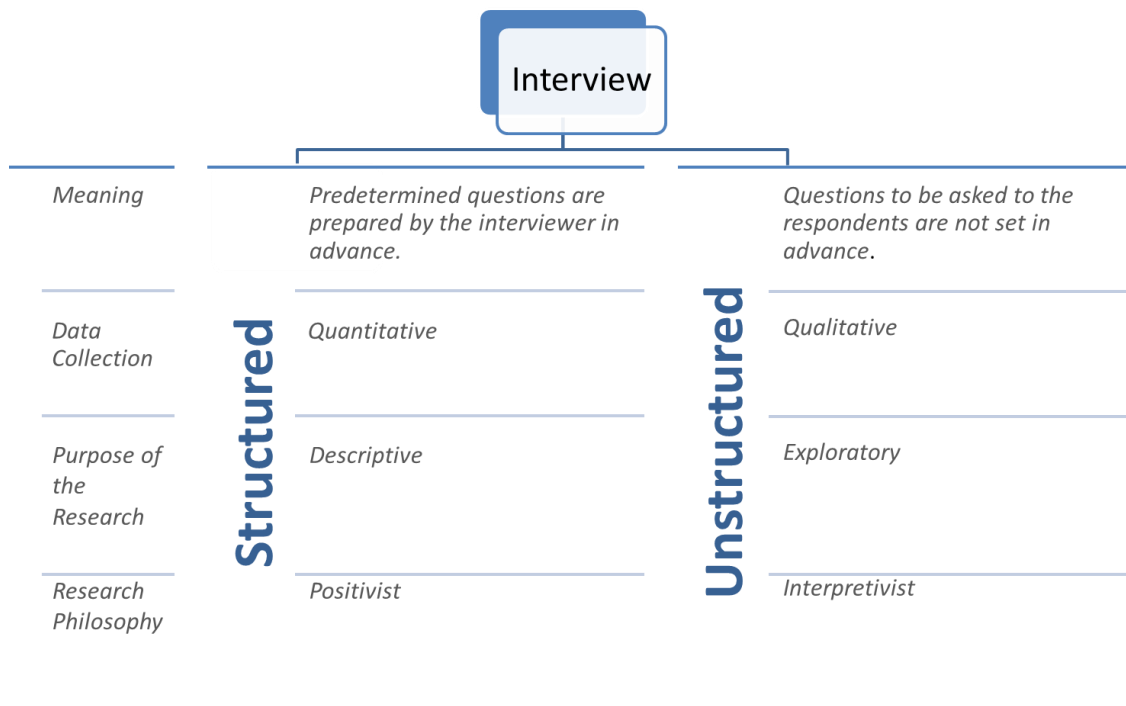 Interview
Meaning
Structured
Predetermined questions are
prepared by the interviewer in
advance.
Unstructured
Questions to be asked to the
respondents are not set in
advance.
Data
Collection
Quantitative
Qualitative
Purpose of
the
Research
Descriptive
Exploratory
Research
Philosophy
Positivist
Interpretivist